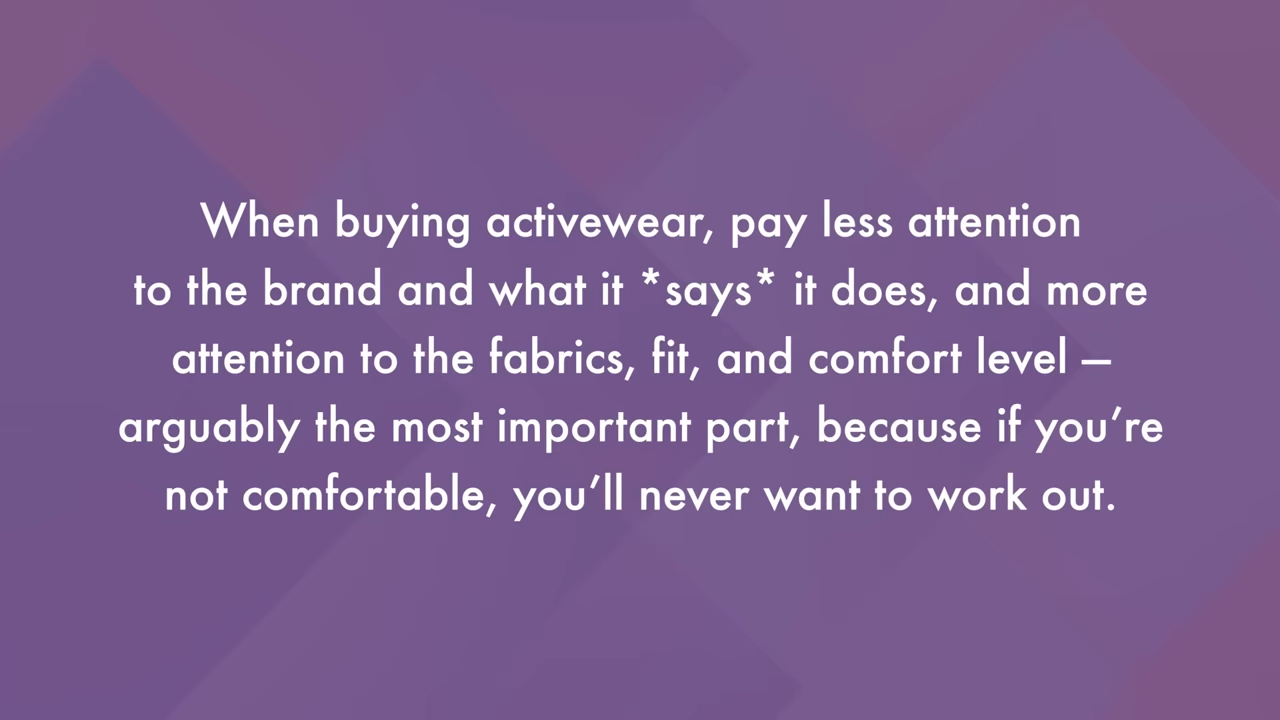 When buying activewear, pay less attention
to the brand and what it *says* it does, and more
attention to the fabrics, fit, and comfort level —
arguably the most important part, because if you’re
not comfortable, you’ll never want to work out.